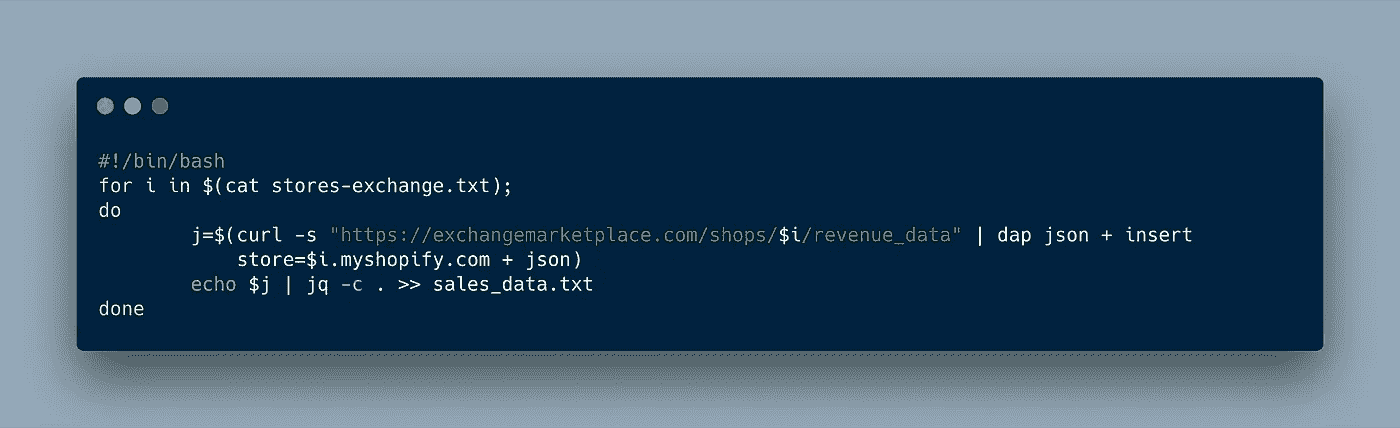 #!/bin/bash
for i in $(cat stores-exchange.txt);
do
j=$(curl -s "https://exchangemarketplace.com/shops/$i/revenue_data" | dap json + insert
store=$i.myshopify.com + json)
echo $j | jq -c . >> sales_data.txt
done